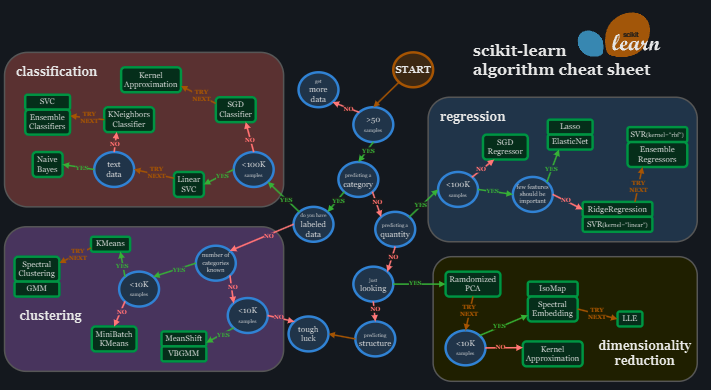 scikit-learn
algorithm cheat sheet
scikit
learn
START
get
more
data
NO
>50
samples
YES
predicting a
category
YES
NO
do you have
labeled
data
YES
NO
predicting a
quantity
YES
NO
just
looking
YES
NO
predicting
structure
tough
luck
classification
Kernel
Approximation
TRY
NEXT
SGD
Classifier
NO
<100K
samples
YES
Linear
SVC
TRY
NEXT
text
data
YES
Naive
Bayes
NO
KNeighbors
Classifier
TRY
NEXT
SVC
Ensemble
Classifiers
clustering
number of
categories
known
YES
NO
<10K
samples
YES
KMeans
TRY
NEXT
Spectral
Clustering
GMM
NO
MiniBatch
KMeans
<10K
samples
YES
MeanShift
VBGMM
NO
regression
<100K
samples
NO
SGD
Regressor
YES
few features
should be
important
YES
Lasso
ElasticNet
NO
RidgeRegression
SVR(kernel="linear")
TRY
NEXT
SVR(kernel="rbf")
Ensemble
Regressors
dimensionality
reduction
Randomized
PCA
TRY
NEXT
<10K
samples
YES
IsoMap
Spectral
Embedding
TRY
NEXT
LLE
NO
Kernel
Approximation